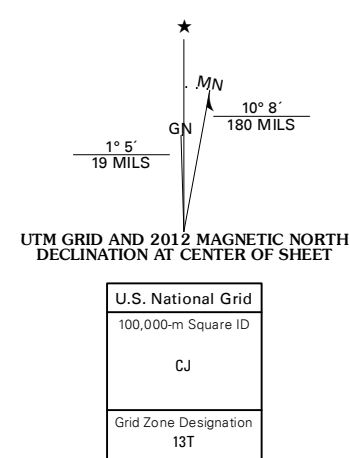 ★
MN
10° 8´
180 MILS
GN
1° 5´
19 MILS
UTM GRID AND 2012 MAGNETIC NORTH
DECLINATION AT CENTER OF SHEET
U.S. National Grid
100,000-m Square ID
CJ
Grid Zone Designation
13T